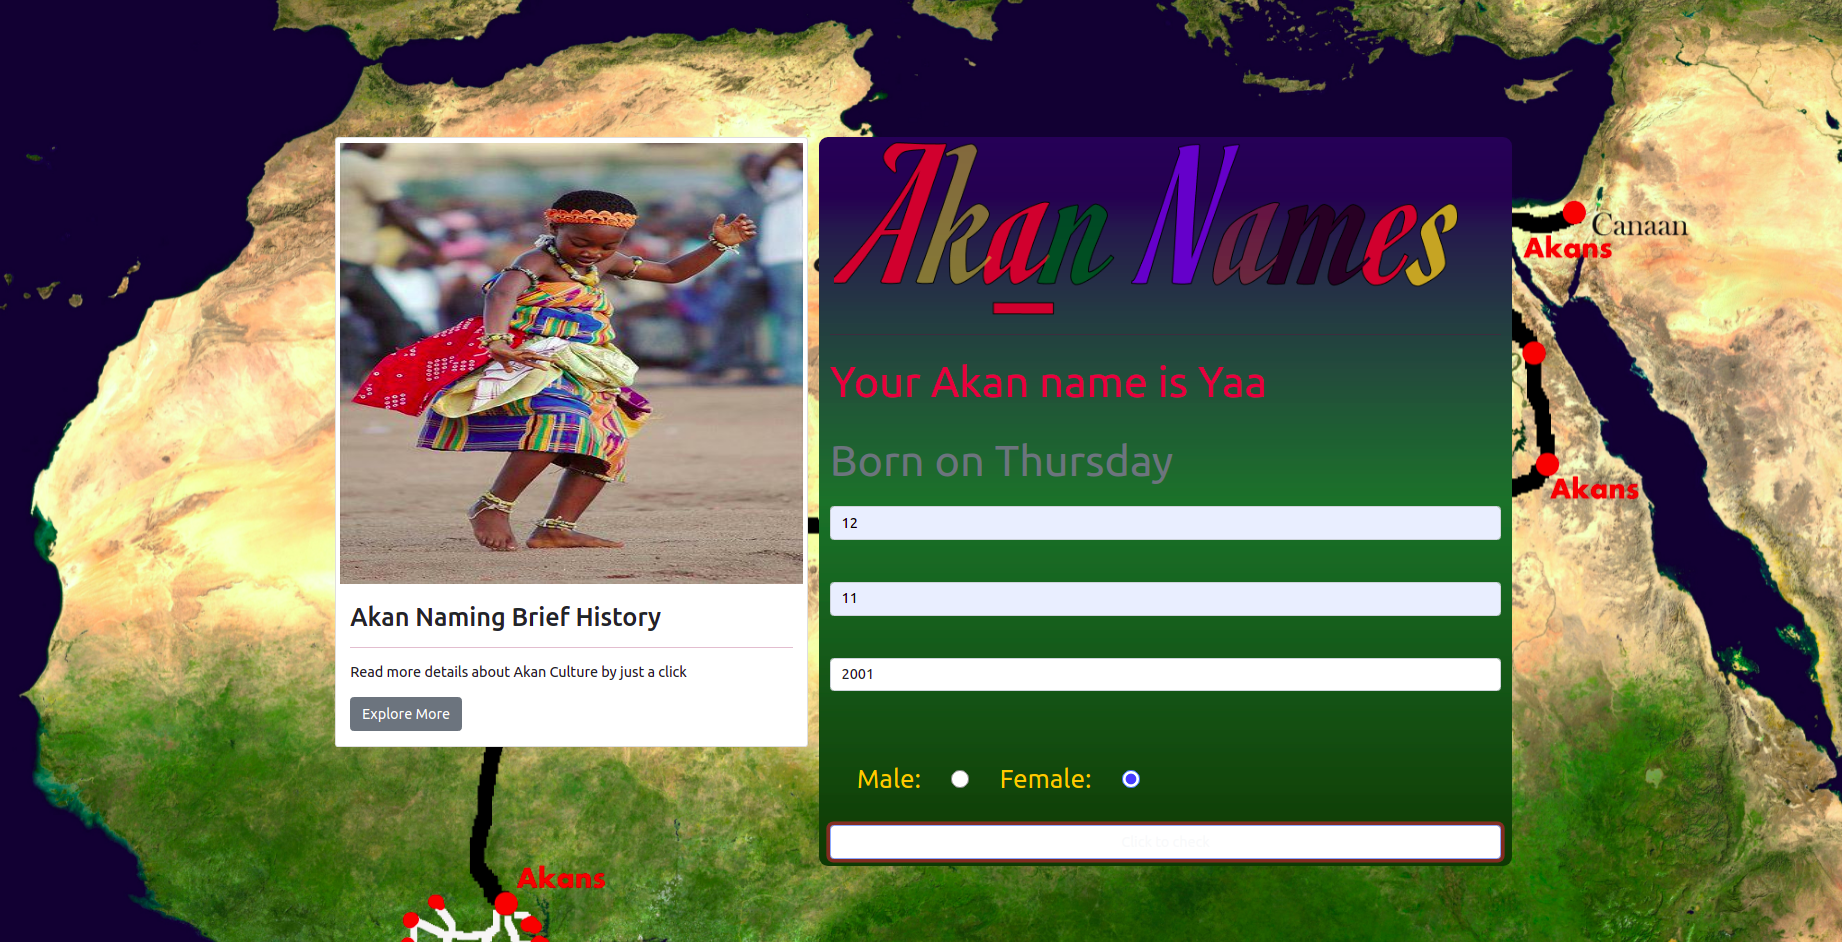 Akan Names
Your Akan name is Yaa
Born on Thursday
12
11
2001
Male:
Female:
Click to check
Akan Naming Brief History
Read more details about Akan Culture by just a click
Explore More
Canaan
Akans
Akans
Akans